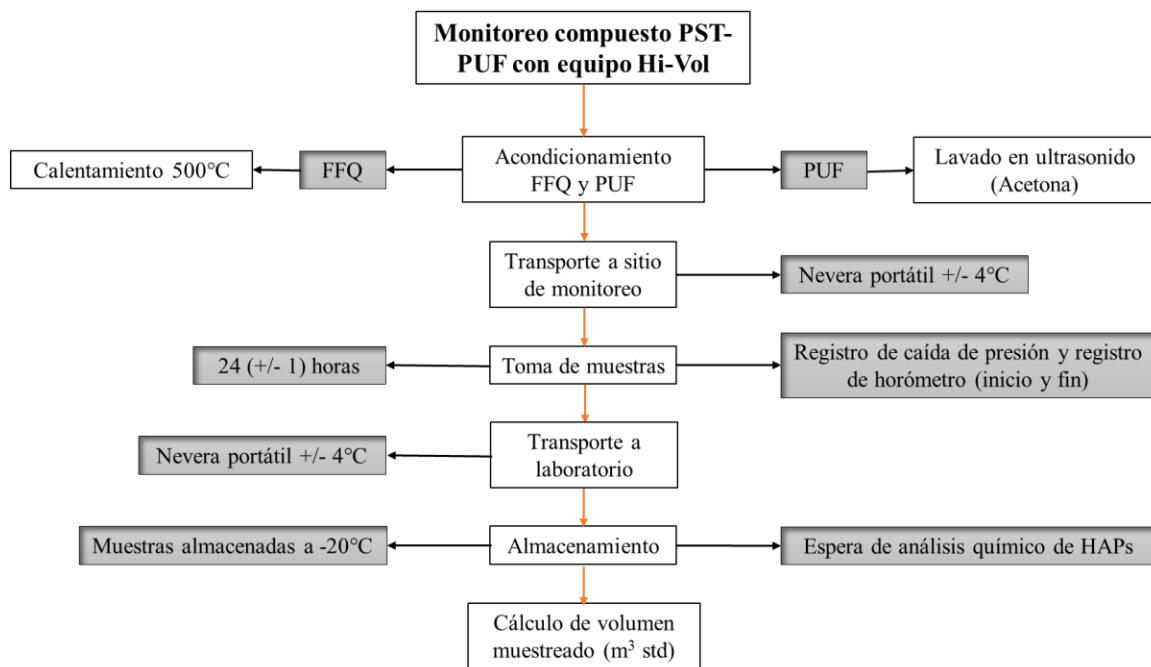 Monitoreo compuesto PST-
PUF con equipo Hi-Vol
Calentamiento 500°C
FFQ
Acondicionamiento
FFQ y PUF
PUF
Lavado en ultrasonido
(Acetona)
Transporte a sitio
de monitoreo
Nevera portátil +/- 4°C
24 (+/- 1) horas
Toma de muestras
Registro de caída de presión y registro
de horómetro (inicio y fin)
Nevera portátil +/- 4°C
Transporte a
laboratorio
Muestras almacenadas a -20°C
Almacenamiento
Espera de análisis químico de HAPs
Cálculo de volumen
muestreado (m³ std)